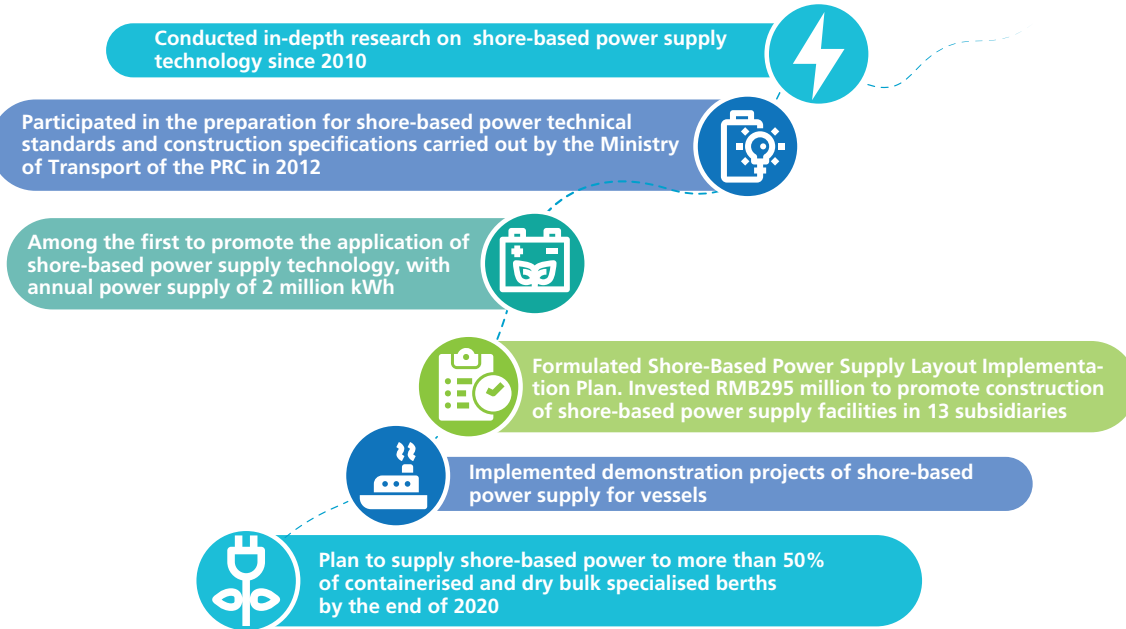 Conducted in-depth research on shore-based power supply
technology since 2010
Participated in the preparation for shore-based power technical
standards and construction specifications carried out by the Ministry
of Transport of the PRC in 2012
Among the first to promote the application of
shore-based power supply technology, with
annual power supply of 2 million kWh
Formulated Shore-Based Power Supply Layout Implementa-
tion Plan. Invested RMB295 million to promote construction
of shore-based power supply facilities in 13 subsidiaries
Implemented demonstration projects of shore-based
power supply for vessels
Plan to supply shore-based power to more than 50%
of containerised and dry bulk specialised berths
by the end of 2020